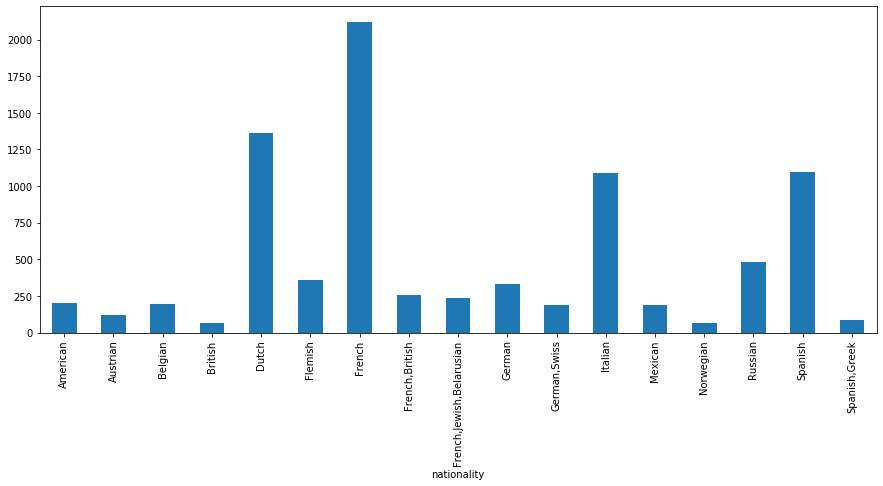 2000
1750
1500
1250
1000
750
500
250
0
American
Austrian
Belgian
British
Dutch
Flemish
French
French,British
French,Jewish,Belarusian
German
German,Swiss
Italian
Mexican
Norwegian
Russian
Spanish
Spanish,Greek
nationality